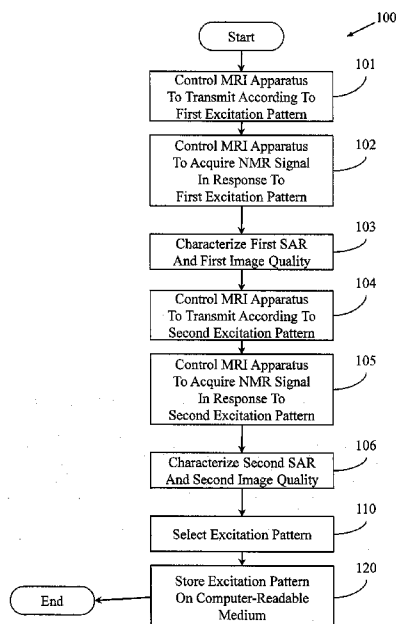 100
Start
101
Control MRI Apparatus
To Transmit According To
First Excitation Pattern
102
Control MRI Apparatus
To Acquire NMR Signal
In Response To
First Excitation Pattern
103
Characterize First SAR
And First Image Quality
104
Control MRI Apparatus
To Transmit According To
Second Excitation Pattern
105
Control MRI Apparatus
To Acquire NMR Signal
In Response To
Second Excitation Pattern
106
Characterize Second SAR
And Second Image Quality
110
Select Excitation Pattern
120
Store Excitation Pattern
On Computer-Readable
Medium
End